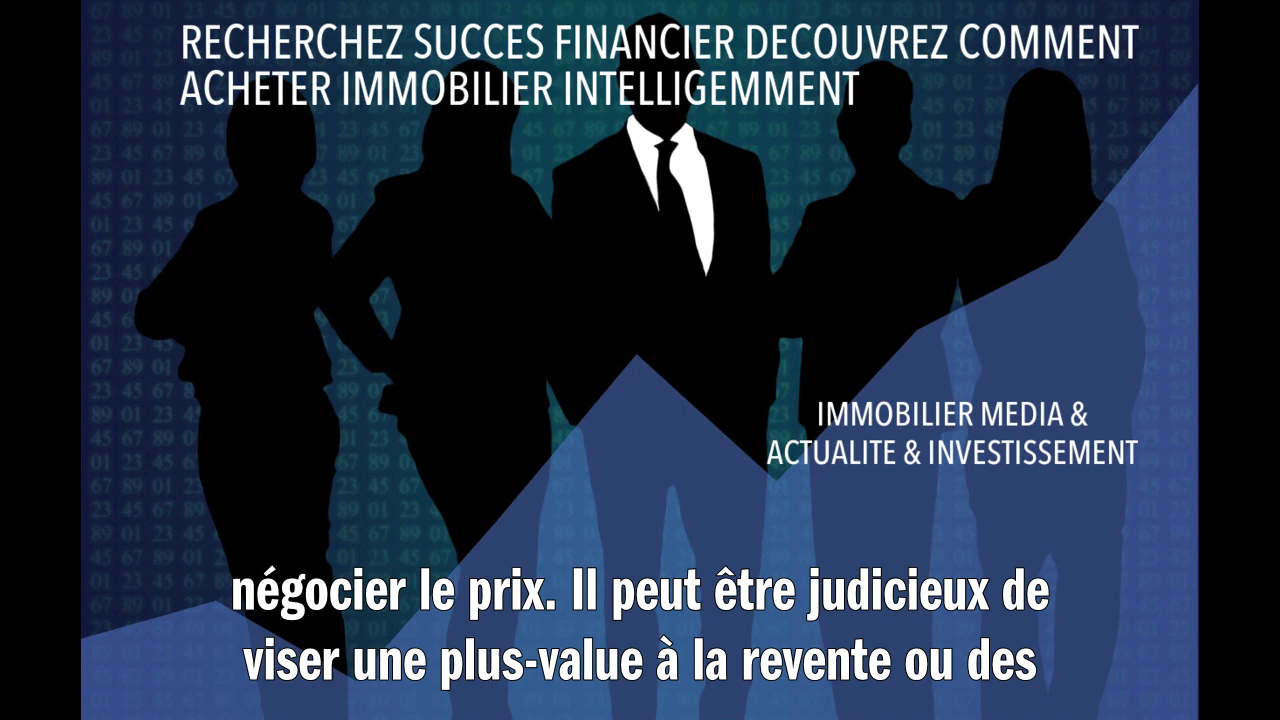 RECHERCHEZ SUCCES FINANCIER DECOUVREZ COMMENT
ACHETER IMMOBILIER INTELLIGEMMENT
IMMOBILIER MEDIA &
ACTUALITE & INVESTISSEMENT
négocier le prix. Il peut être judicieux de
viser une plus-value à la revente ou des